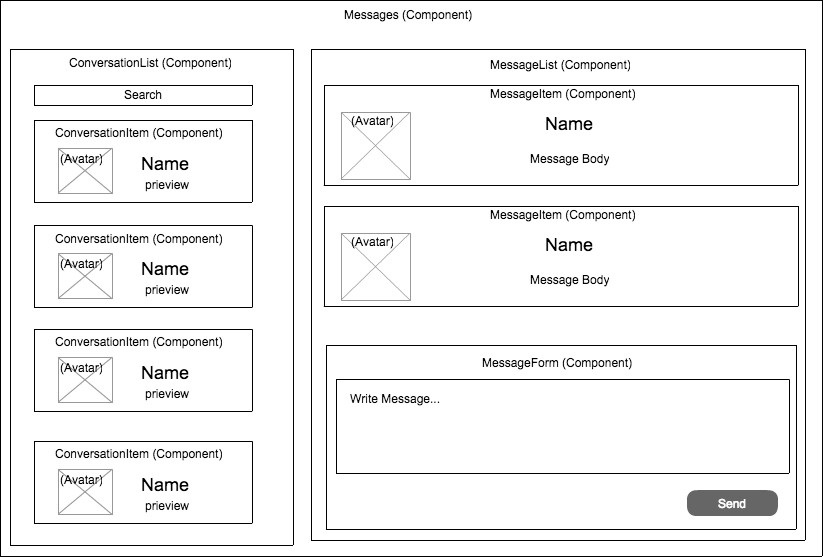 Messages (Component)
ConversationList (Component)
Search
ConversationItem (Component)
(Avatar)
Name
prieview
ConversationItem (Component)
(Avatar)
Name
prieview
ConversationItem (Component)
(Avatar)
Name
prieview
ConversationItem (Component)
(Avatar)
Name
prieview
MessageList (Component)
MessageItem (Component)
(Avatar)
Name
Message Body
MessageItem (Component)
(Avatar)
Name
Message Body
MessageForm (Component)
Write Message...
Send